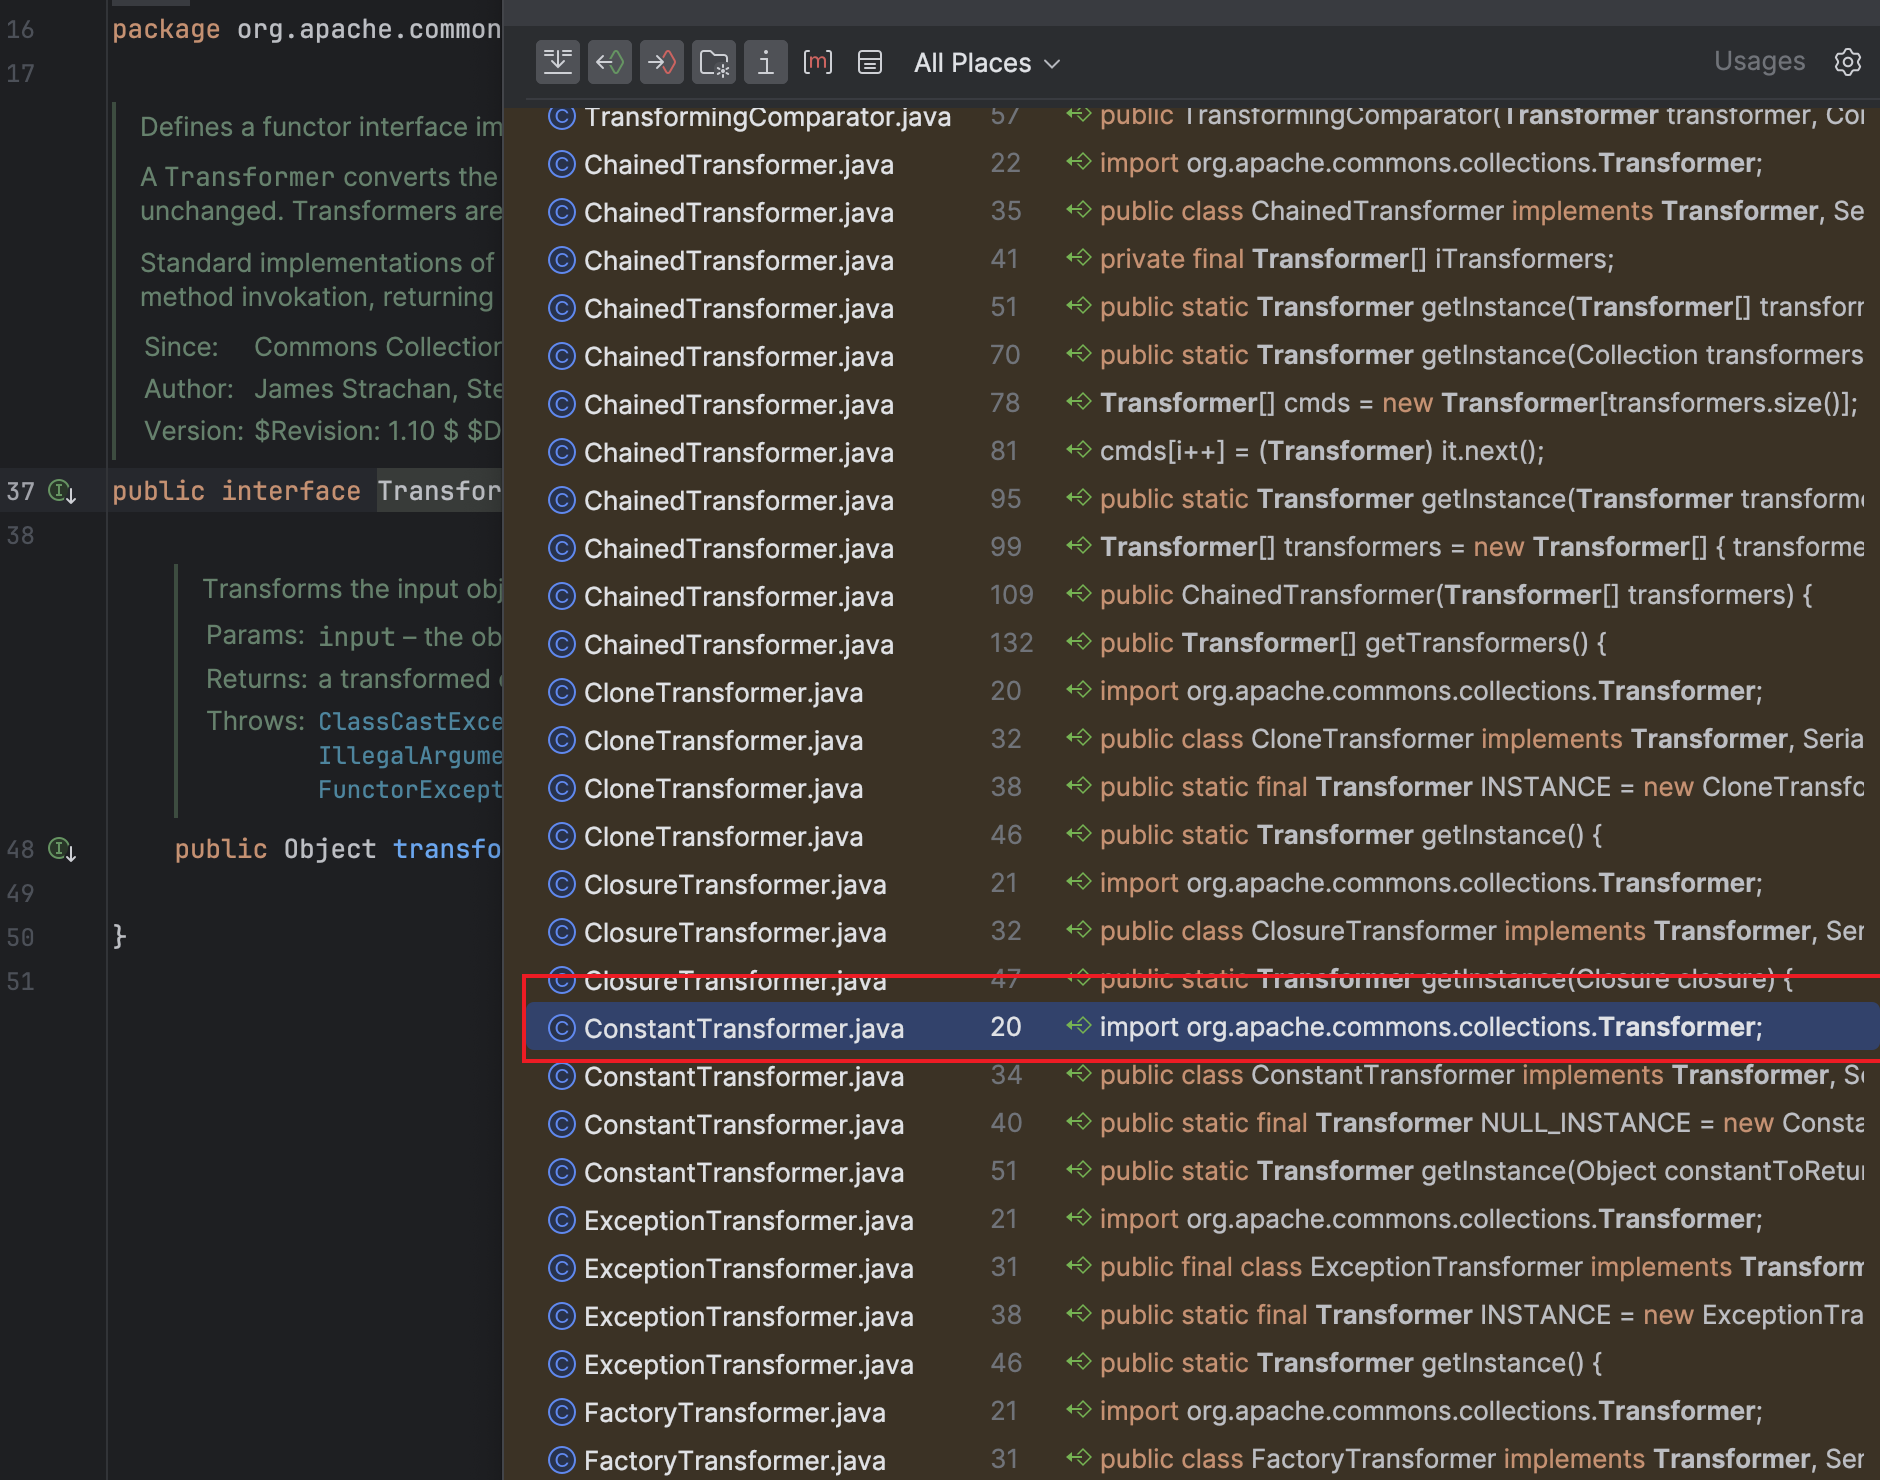 16 package org.apache.common
17
Defines a functor interface im
A Transformer converts the
unchanged. Transformers are
Standard implementations of
method invokation, returning
Since: Commons Collection
Author: James Strachan, Ste
Version: $Revision: 1.10 $ $D
37 public interface Transfor
38
Transforms the input obj
Params: input – the ob
Returns: a transformed
Throws: ClassCastExce
IllegalArgume
FunctorExcept
48 public Object transfo
49
50 }
51
All Places Usages
TransformingComparator.java 57 public TransformingComparator(Transformer transformer, Co
ChainedTransformer.java 22 import org.apache.commons.collections.Transformer;
ChainedTransformer.java 35 public class ChainedTransformer implements Transformer, Se
ChainedTransformer.java 41 private final Transformer[] iTransformers;
ChainedTransformer.java 51 public static Transformer getInstance(Transformer[] transforr
ChainedTransformer.java 70 public static Transformer getInstance(Collection transformers
ChainedTransformer.java 78 Transformer[] cmds = new Transformer[transformers.size()];
ChainedTransformer.java 81 cmds[i++] = (Transformer) it.next();
ChainedTransformer.java 95 public static Transformer getInstance(Transformer transforme
ChainedTransformer.java 99 Transformer[] transformers = new Transformer[] { transforme
ChainedTransformer.java 109 public ChainedTransformer(Transformer[] transformers) {
ChainedTransformer.java 132 public Transformer[] getTransformers() {
CloneTransformer.java 20 import org.apache.commons.collections.Transformer;
CloneTransformer.java 32 public class CloneTransformer implements Transformer, Seria
CloneTransformer.java 38 public static final Transformer INSTANCE = new CloneTransfo
CloneTransformer.java 46 public static Transformer getInstance() {
ClosureTransformer.java 21 import org.apache.commons.collections.Transformer;
ClosureTransformer.java 32 public class ClosureTransformer implements Transformer, Ser
ClosureTransformer.java 47 public static Transformer getInstance(Closure closure) {
ConstantTransformer.java 20 import org.apache.commons.collections.Transformer;
ConstantTransformer.java 34 public class ConstantTransformer implements Transformer, Se
ConstantTransformer.java 40 public static final Transformer NULL_INSTANCE = new Consta
ConstantTransformer.java 51 public static Transformer getInstance(Object constantToRetur
ExceptionTransformer.java 21 import org.apache.commons.collections.Transformer;
ExceptionTransformer.java 31 public final class ExceptionTransformer implements Transform
ExceptionTransformer.java 38 public static final Transformer INSTANCE = new ExceptionTra
ExceptionTransformer.java 46 public static Transformer getInstance() {
FactoryTransformer.java 21 import org.apache.commons.collections.Transformer;
FactoryTransformer.java 31 public class FactoryTransformer implements Transformer, Ser